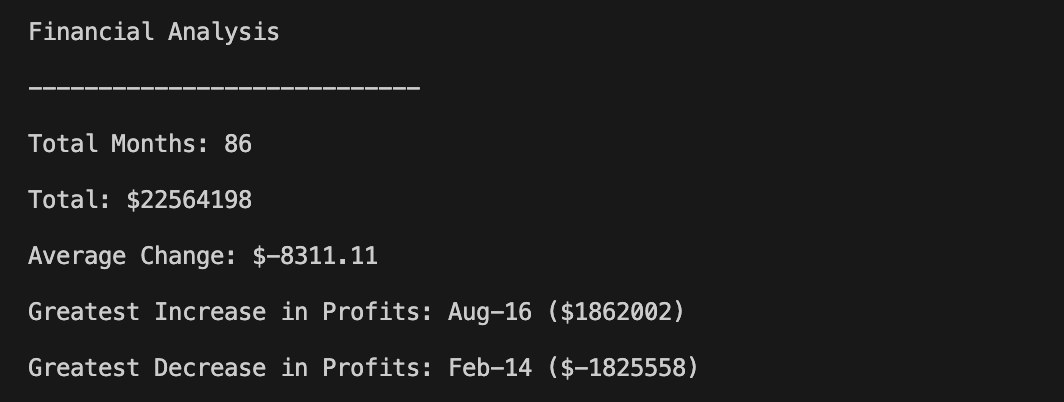 Financial Analysis
----------------------------
Total Months: 86
Total: $22564198
Average Change: $-8311.11
Greatest Increase in Profits: Aug-16 ($1862002)
Greatest Decrease in Profits: Feb-14 ($-1825558)